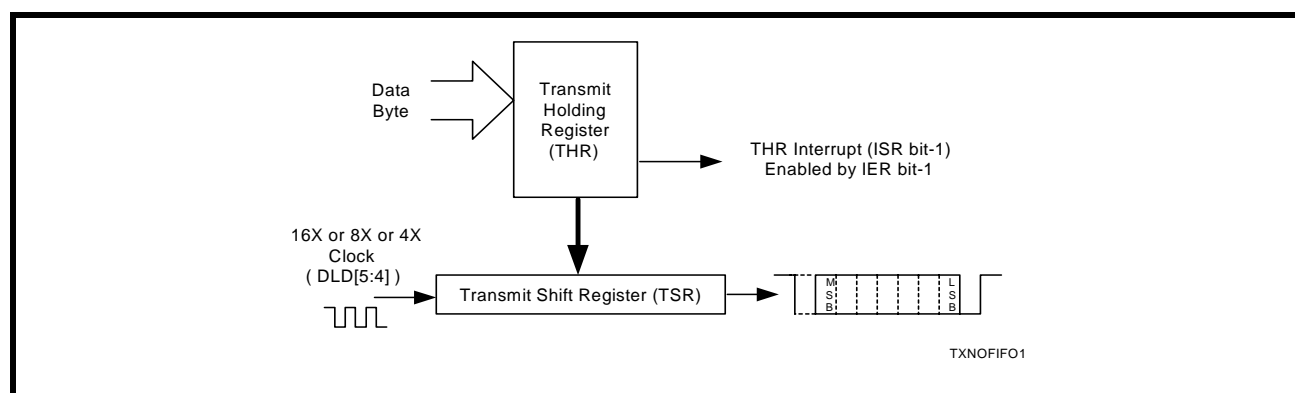 Data
Byte
Transmit
Holding
Register
(THR)
THR Interrupt (ISR bit-1)
Enabled by IER bit-1
16X or 8X or 4X
Clock
( DLD[5:4] )
Transmit Shift Register (TSR)
M
S
B
L
S
B
TXNOFIFO1